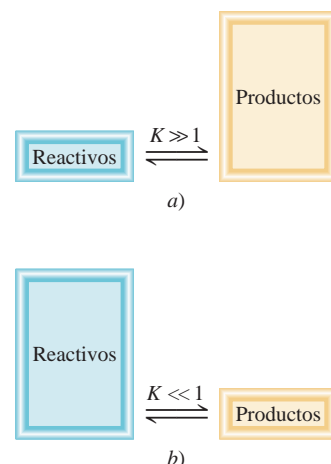 Productos
K ≫ 1
Reactivos
a)
Reactivos
K ≪ 1
Productos
b)